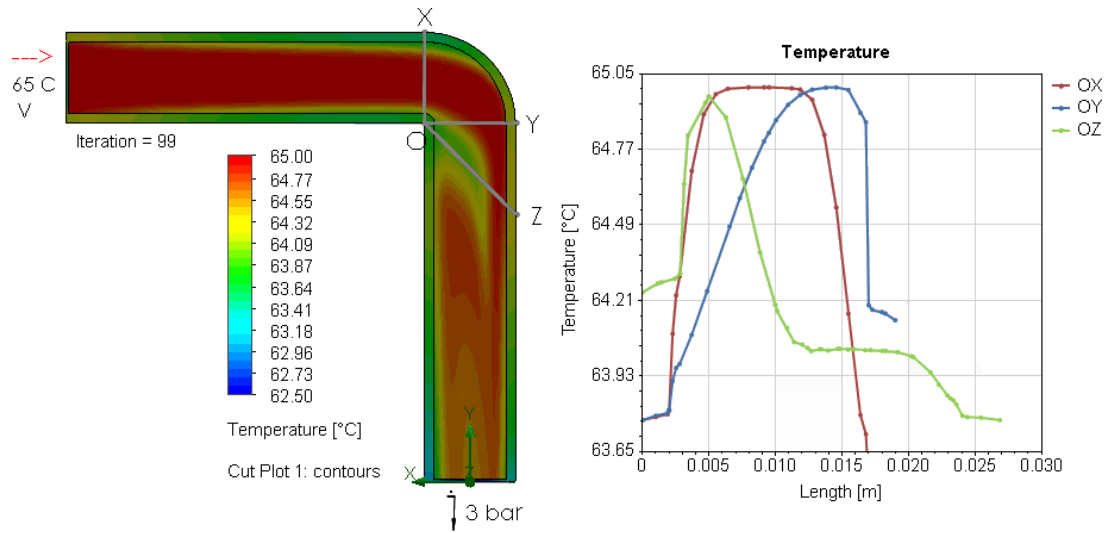 X
--->
65 C
V
Y
O
Iteration = 99
Z
65.00
64.77
64.55
64.32
64.09
63.87
63.64
63.41
63.18
62.96
62.73
62.50
Temperature [°C]
Cut Plot 1: contours
Y
X
Z
3 bar
Temperature
65.05
64.77
64.49
64.21
63.93
63.65
Temperature [°C]
0
0.005
0.010
0.015
0.020
0.025
0.030
Length [m]
OX
OY
OZ